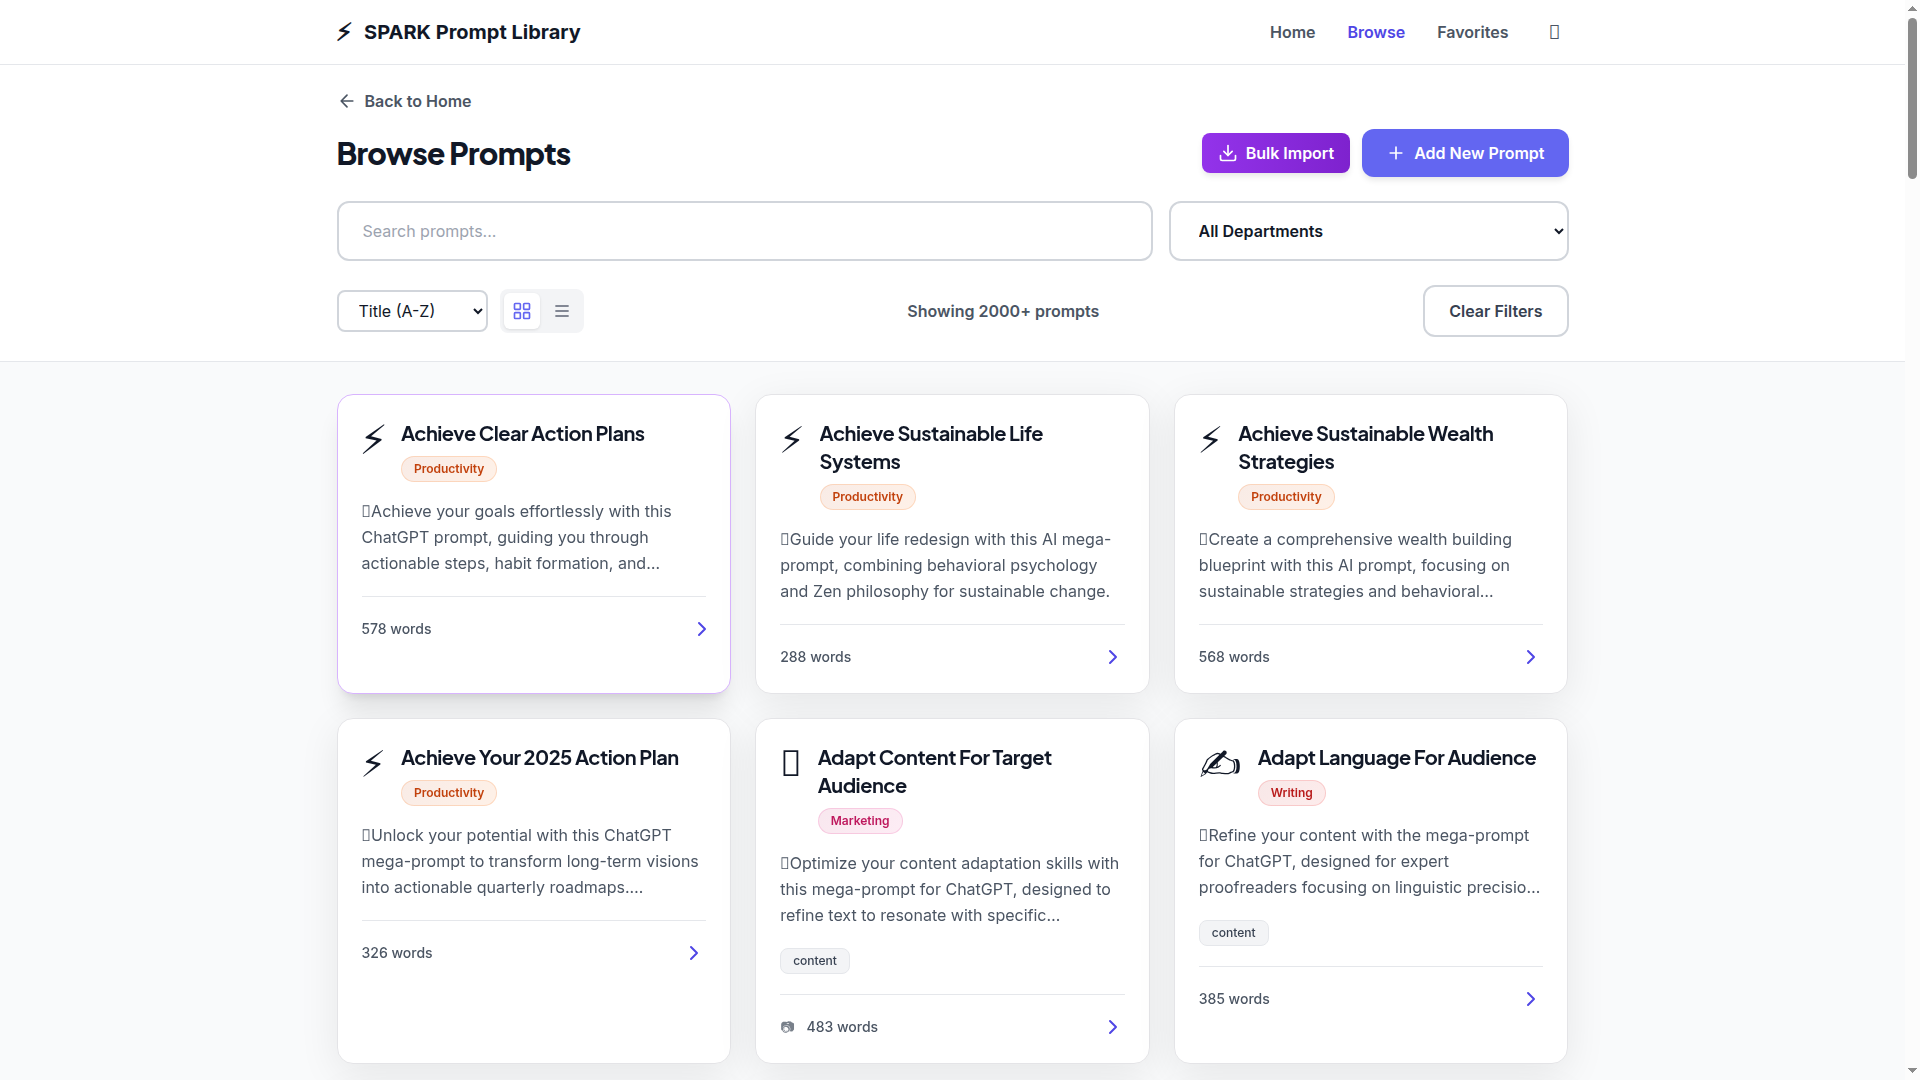 SPARK Prompt Library
Home
Browse
Favorites
Back to Home
Browse Prompts
Bulk Import
Add New Prompt
Search prompts...
All Departments
Title (A-Z)
Showing 2000+ prompts
Clear Filters
Achieve Clear Action Plans
Productivity
Achieve your goals effortlessly with this
ChatGPT prompt, guiding you through
actionable steps, habit formation, and...
578 words
Achieve Sustainable Life
Systems
Productivity
Guide your life redesign with this AI mega-
prompt, combining behavioral psychology
and Zen philosophy for sustainable change.
288 words
Achieve Sustainable Wealth
Strategies
Productivity
Create a comprehensive wealth building
blueprint with this AI prompt, focusing on
sustainable strategies and behavioral...
568 words
Achieve Your 2025 Action Plan
Productivity
Unlock your potential with this ChatGPT
mega-prompt to transform long-term visions
into actionable quarterly roadmaps....
326 words
Adapt Content For Target
Audience
Marketing
Optimize your content adaptation skills with
this mega-prompt for ChatGPT, designed to
refine text to resonate with specific...
content
483 words
Adapt Language For Audience
Writing
Refine your content with the mega-prompt
for ChatGPT, designed for expert
proofreaders focusing on linguistic precisio...
content
385 words